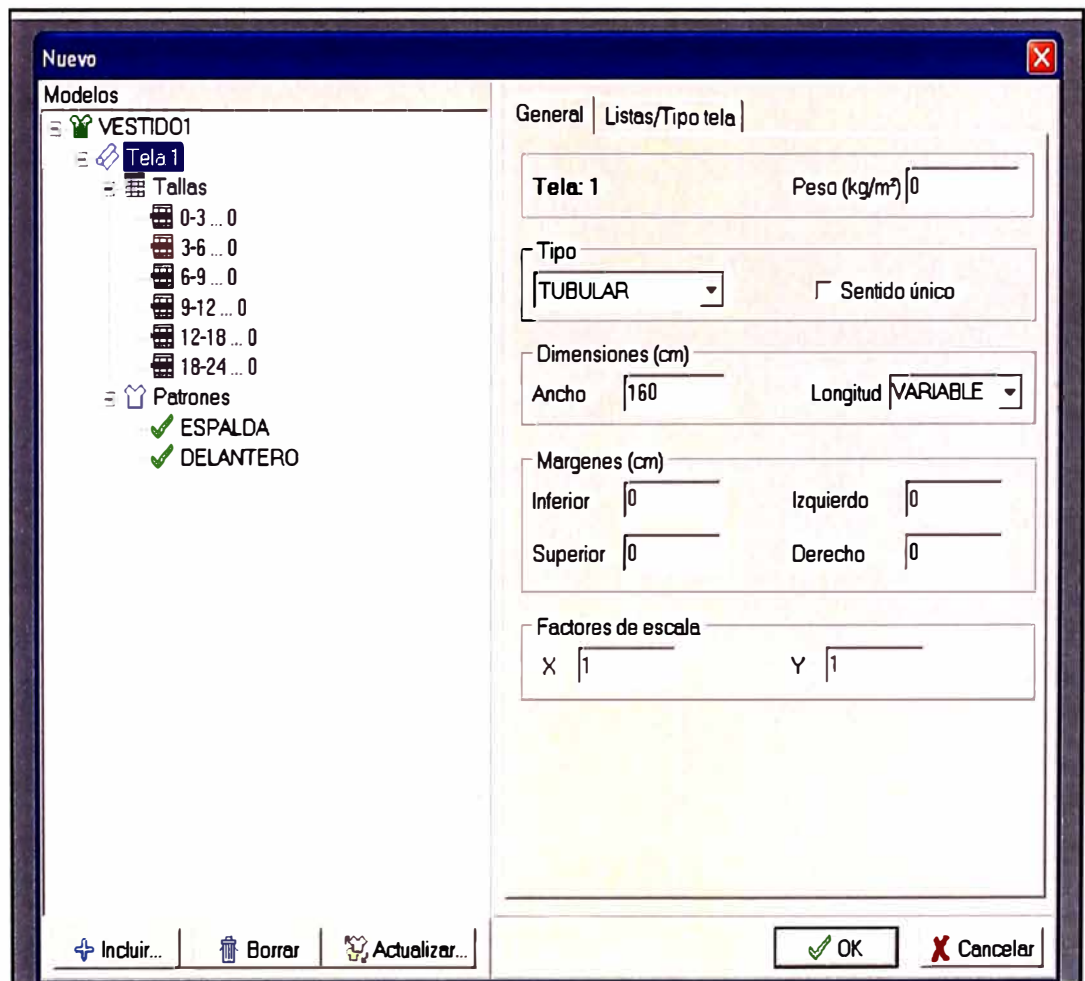 Nuevo
Modelos
VESTIDO1
Tela 1
Tallas
0-3 ... 0
3-6 ... 0
6-9 ... 0
9-12 ... 0
12-18 ... 0
18-24 ... 0
Patrones
ESPALDA
DELANTERO
Incluir... Borrar Actualizar...
General Listas/Tipo tela
Tela: 1 Peso (kg/m²) 0
Tipo
TUBULAR Sentido único
Dimensiones (cm)
Ancho 160 Longitud VARIABLE
Margenes (cm)
Inferior 0 Izquierdo 0
Superior 0 Derecho 0
Factores de escala
X 1 Y 1
OK Cancelar